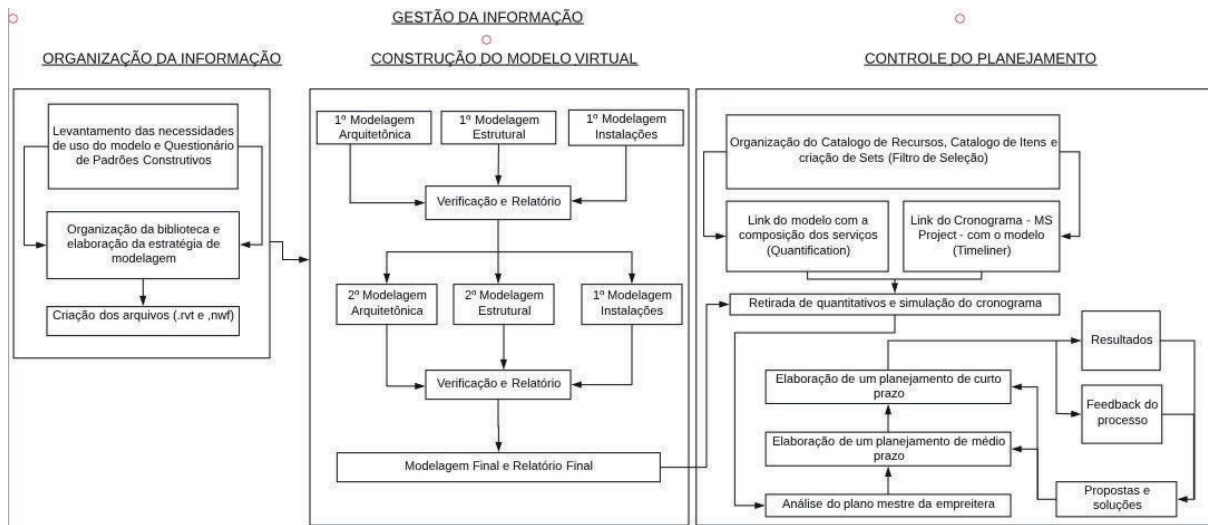 GESTÃO DA INFORMAÇÃO
ORGANIZAÇÃO DA INFORMAÇÃO
Levantamento das necessidades
de uso do modelo e Questionário
de Padrões Construtivos
Organização da biblioteca e
elaboração da estratégia de
modelagem
Criação dos arquivos (.rvt e ,nwf)
CONSTRUÇÃO DO MODELO VIRTUAL
1º Modelagem
Arquitetônica
1º Modelagem
Estrutural
1º Modelagem
Instalações
Verificação e Relatório
2º Modelagem
Arquitetônica
2º Modelagem
Estrutural
1º Modelagem
Instalações
Verificação e Relatório
Modelagem Final e Relatório Final
CONTROLE DO PLANEJAMENTO
Organização do Catalogo de Recursos, Catalogo de Itens e
criação de Sets (Filtro de Seleção)
Link do modelo com a
composição dos serviços
(Quantification)
Link do Cronograma - MS
Project - com o modelo
(Timeliner)
Retirada de quantitativos e simulação do cronograma
Resultados
Elaboração de um planejamento de curto
prazo
Feedback do
processo
Elaboração de um planejamento de médio
prazo
Propostas e
soluções
Análise do plano mestre da empreitera